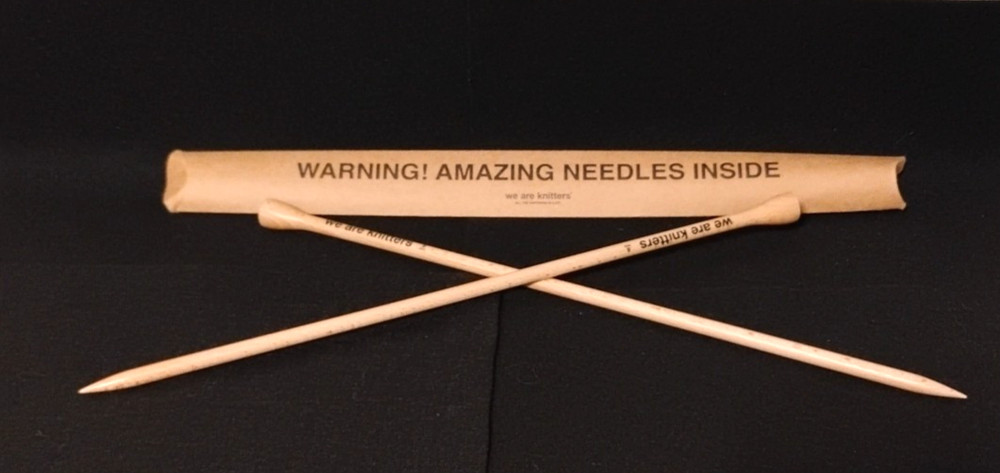 WARNING! AMAZING NEEDLES INSIDE
we are knitters
we are knitters
we are knitters